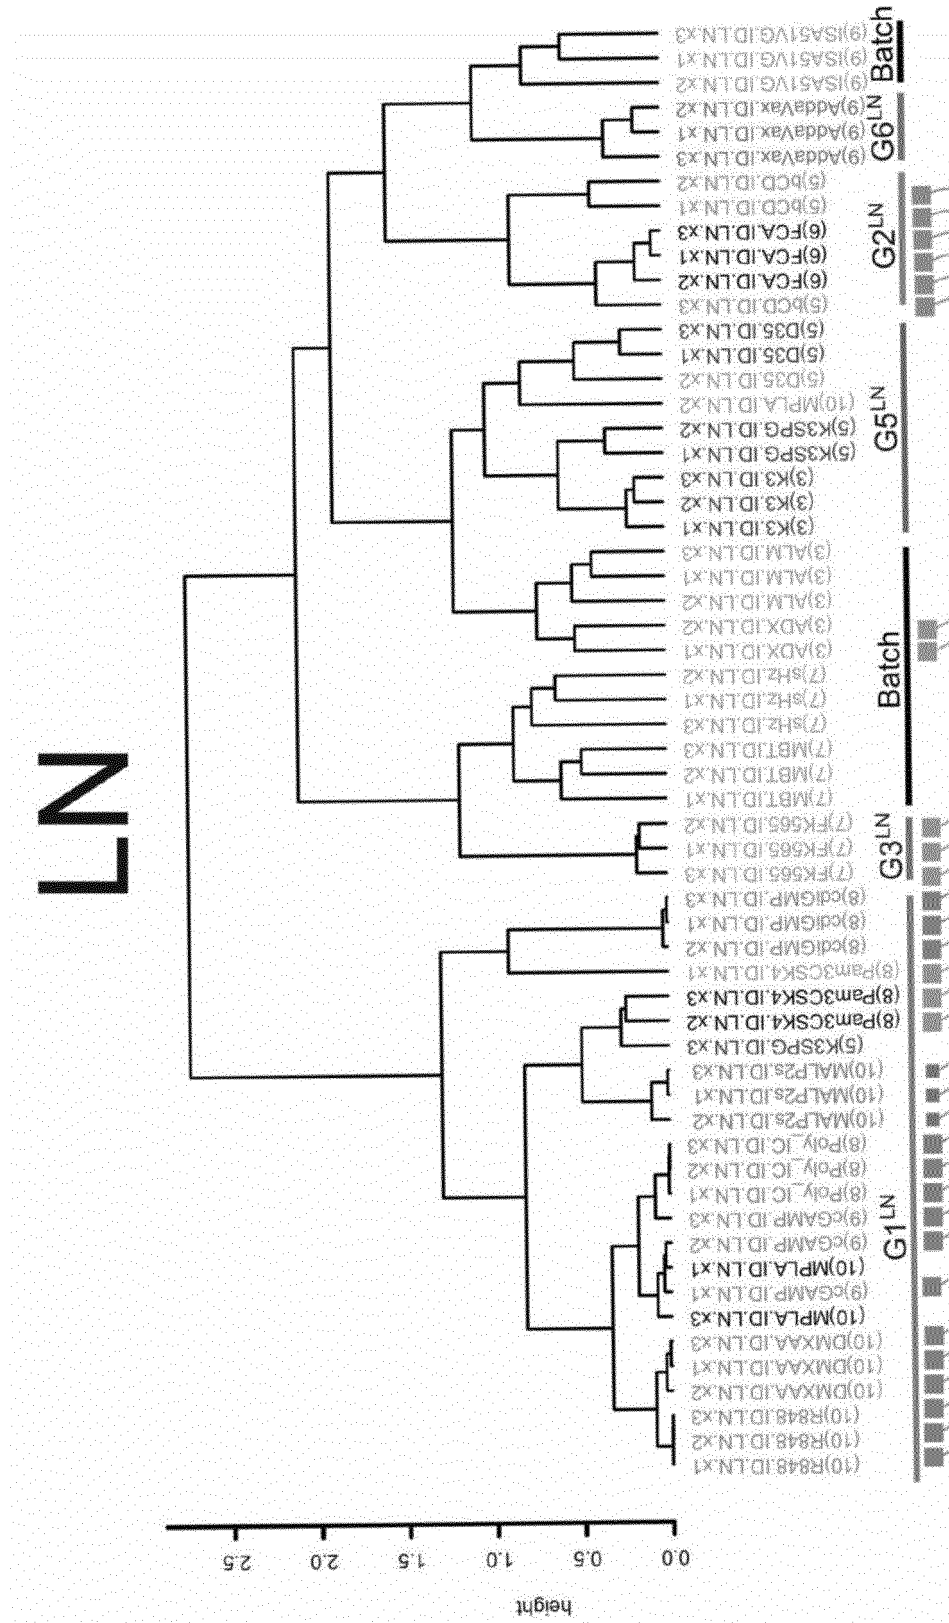 LN
(9)ISA51VG.ID.LN.x3
(9)ISA51VG.ID.LN.x1
(9)ISA51VG.ID.LN.x2
(9)AddaVax.ID.LN.x2
(9)AddaVax.ID.LN.x1
(9)AddaVax.ID.LN.x3
(5)bCD.ID.LN.x2
(5)bCD.ID.LN.x1
(6)FCA.ID.LN.x3
(6)FCA.ID.LN.x1
(6)FCA.ID.LN.x2
(5)bCD.ID.LN.x3
(5)D35.ID.LN.x3
(5)D35.ID.LN.x1
(5)D35.ID.LN.x2
(10)MPLA.ID.LN.x2
(5)K3SPG.ID.LN.x2
(5)K3SPG.ID.LN.x1
(3)K3.ID.LN.x3
(3)K3.ID.LN.x2
(3)K3.ID.LN.x1
(3)ALM.ID.LN.x3
(3)ALM.ID.LN.x1
(3)ALM.ID.LN.x2
(3)ADX.ID.LN.x2
(3)ADX.ID.LN.x1
(7)sHz.ID.LN.x2
(7)sHz.ID.LN.x1
(7)sHz.ID.LN.x3
(7)MBT.ID.LN.x3
(7)MBT.ID.LN.x2
(7)MBT.ID.LN.x1
(7)FK565.ID.LN.x2
(7)FK565.ID.LN.x1
(7)FK565.ID.LN.x3
(8)cdiGMP.ID.LN.x3
(8)cdiGMP.ID.LN.x1
(8)cdiGMP.ID.LN.x2
(8)Pam3CSK4.ID.LN.x1
(8)Pam3CSK4.ID.LN.x3
(8)Pam3CSK4.ID.LN.x2
(5)K3SPG.ID.LN.x3
(10)MALP2s.ID.LN.x3
(10)MALP2s.ID.LN.x1
(10)MALP2s.ID.LN.x2
(8)Poly_IC.ID.LN.x3
(8)Poly_IC.ID.LN.x2
(8)Poly_IC.ID.LN.x1
(9)cGAMP.ID.LN.x3
(9)cGAMP.ID.LN.x2
(10)MPLA.ID.LN.x1
(9)cGAMP.ID.LN.x1
(10)MPLA.ID.LN.x3
(10)DMXAA.ID.LN.x3
(10)DMXAA.ID.LN.x1
(10)DMXAA.ID.LN.x2
(10)R848.ID.LN.x3
(10)R848.ID.LN.x2
(10)R848.ID.LN.x1
Batch
G6LN
G2LN
G5LN
Batch
G3LN
G1LN
2.5
2.0
1.5
1.0
0.5
0.0
height